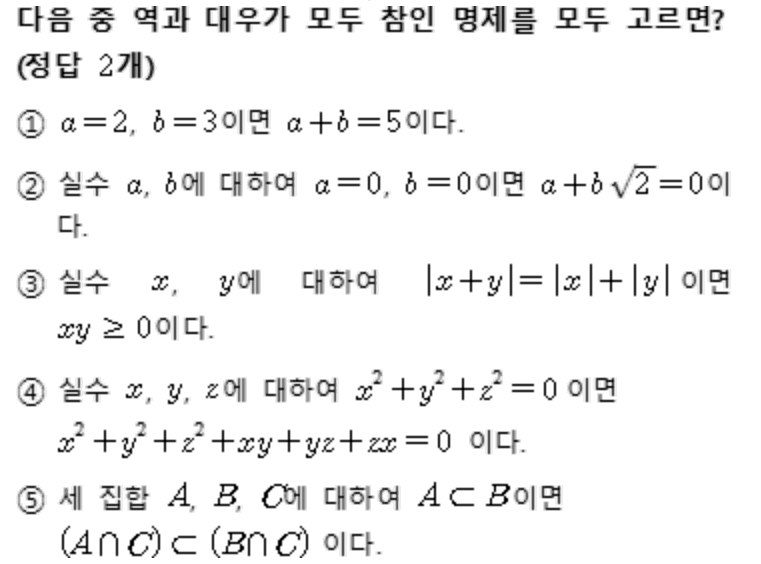 다음 중 역과 대우가 모두 참인 명제를 모두 고르면?
(정답 2개)
① a=2, b=3이면 a+b=5이다.
② 실수 a, b에 대하여 a=0, b=0이면 a+b√2=0이
다.
③ 실수 x, y에 대하여 |x+y|=|x|+|y| 이면
xy ≥ 0이다.
④ 실수 x, y, z에 대하여 x²+y²+z²=0 이면
x²+y²+z²+xy+yz+zx=0 이다.
⑤ 세 집합 A, B, C에 대하여 A⊂B이면
(A∩C)⊂(B∩C) 이다.